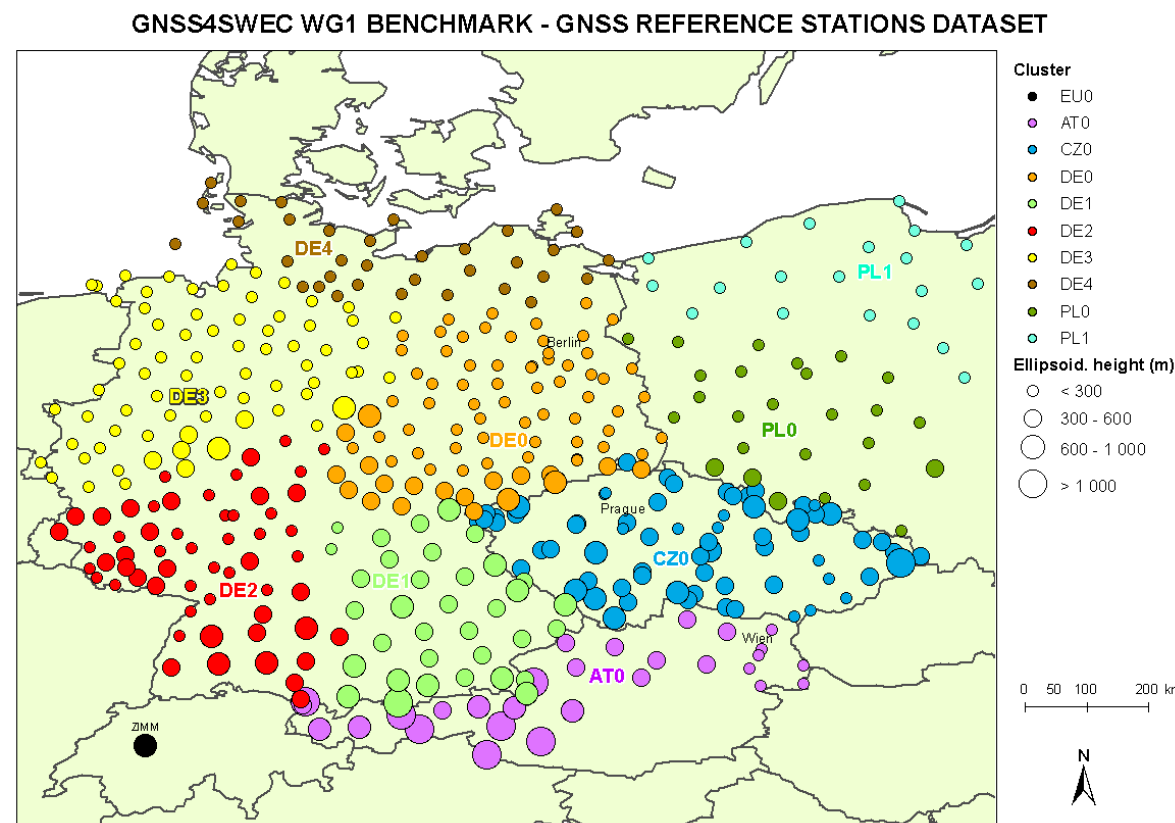 GNSS4SWEC WG1 BENCHMARK - GNSS REFERENCE STATIONS DATASET
Cluster
EU0
AT0
CZ0
DE0
DE1
DE2
DE3
DE4
PL0
PL1
Ellipsoid. height (m)
< 300
300 - 600
600 - 1 000
> 1 000
DE4
PL1
Berlin
DE3
PL0
DE0
Prague
CZ0
DE1
DE2
Wien
AT0
ZIMM
0 50 100 200 km
N